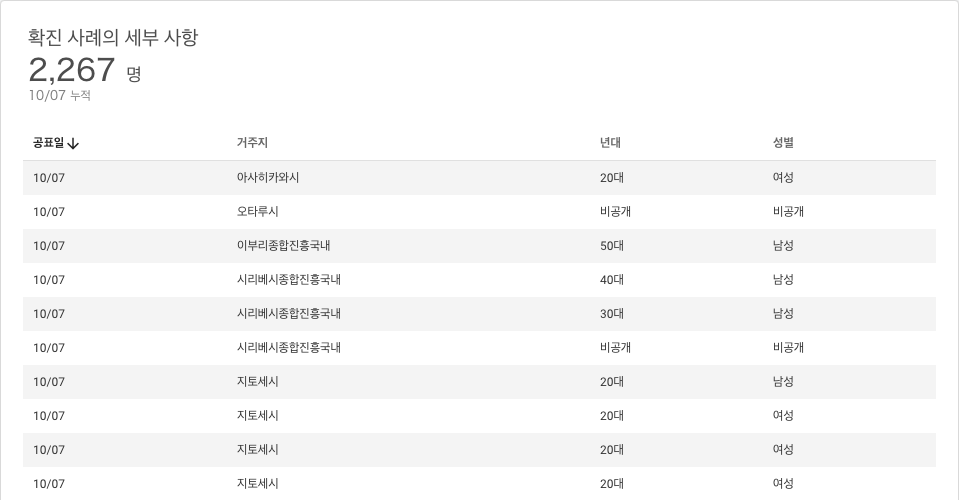 확진 사례의 세부 사항
2,267 명
10/07 누적
공표일↓ 거주지 년대 성별
10/07 아사히카와시 20대 여성
10/07 오타루시 비공개 비공개
10/07 이부리종합진흥국내 50대 남성
10/07 시리베시종합진흥국내 40대 남성
10/07 시리베시종합진흥국내 30대 남성
10/07 시리베시종합진흥국내 비공개 비공개
10/07 지토세시 20대 남성
10/07 지토세시 20대 여성
10/07 지토세시 20대 여성
10/07 지토세시 20대 여성